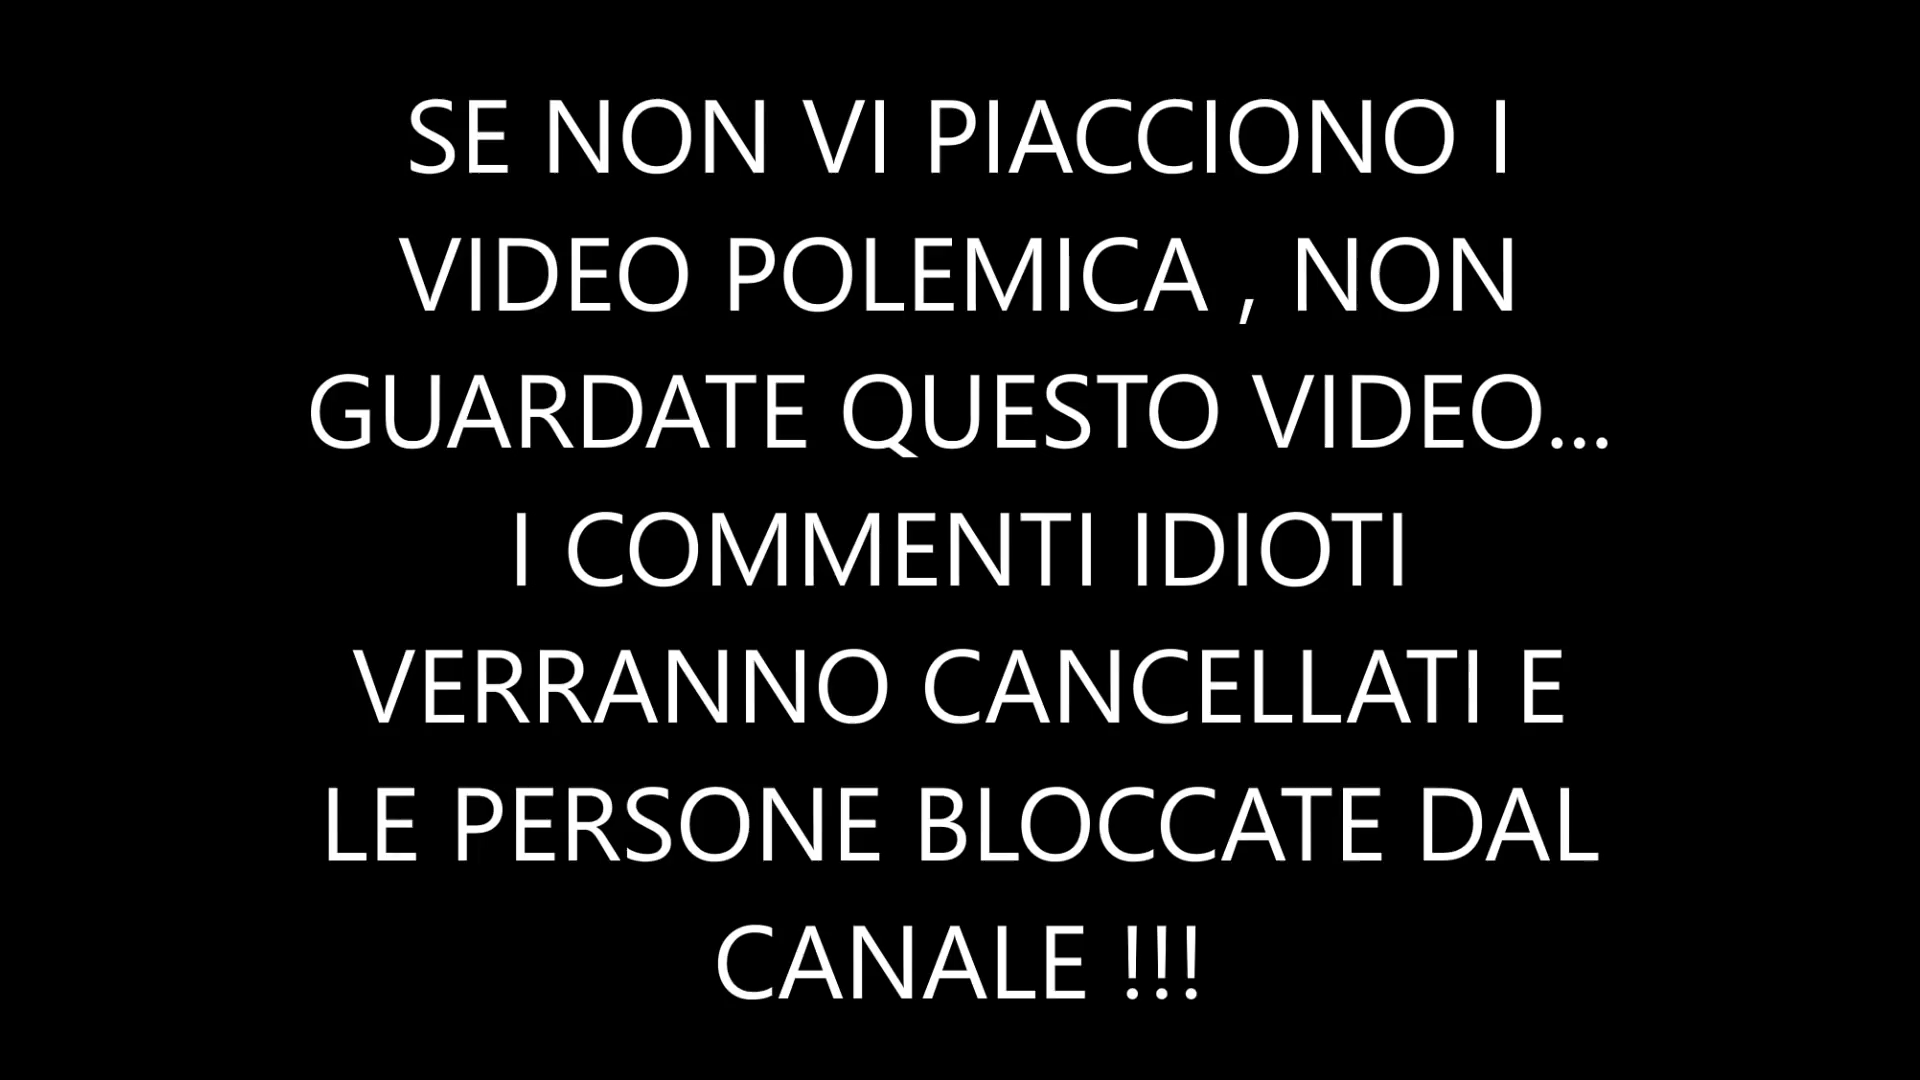 SE NON VI PIACCIONO I
VIDEO POLEMICA , NON
GUARDATE QUESTO VIDEO...
I COMMENTI IDIOTI
VERRANNO CANCELLATI E
LE PERSONE BLOCCATE DAL
CANALE !!!